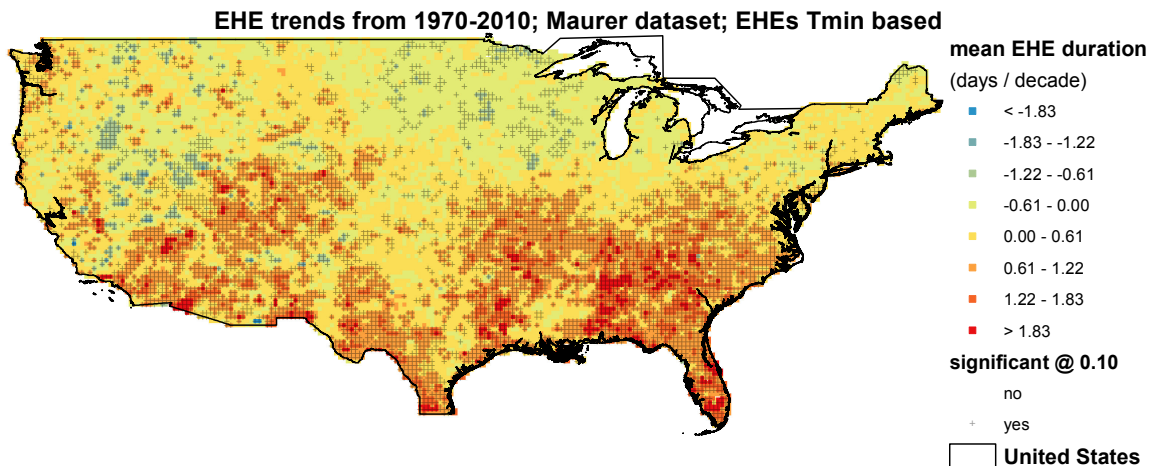 EHE trends from 1970-2010; Maurer dataset; EHEs Tmin based
mean EHE duration
(days / decade)
< -1.83
-1.83 - -1.22
-1.22 - -0.61
-0.61 - 0.00
0.00 - 0.61
0.61 - 1.22
1.22 - 1.83
> 1.83
significant @ 0.10
no
yes
United States